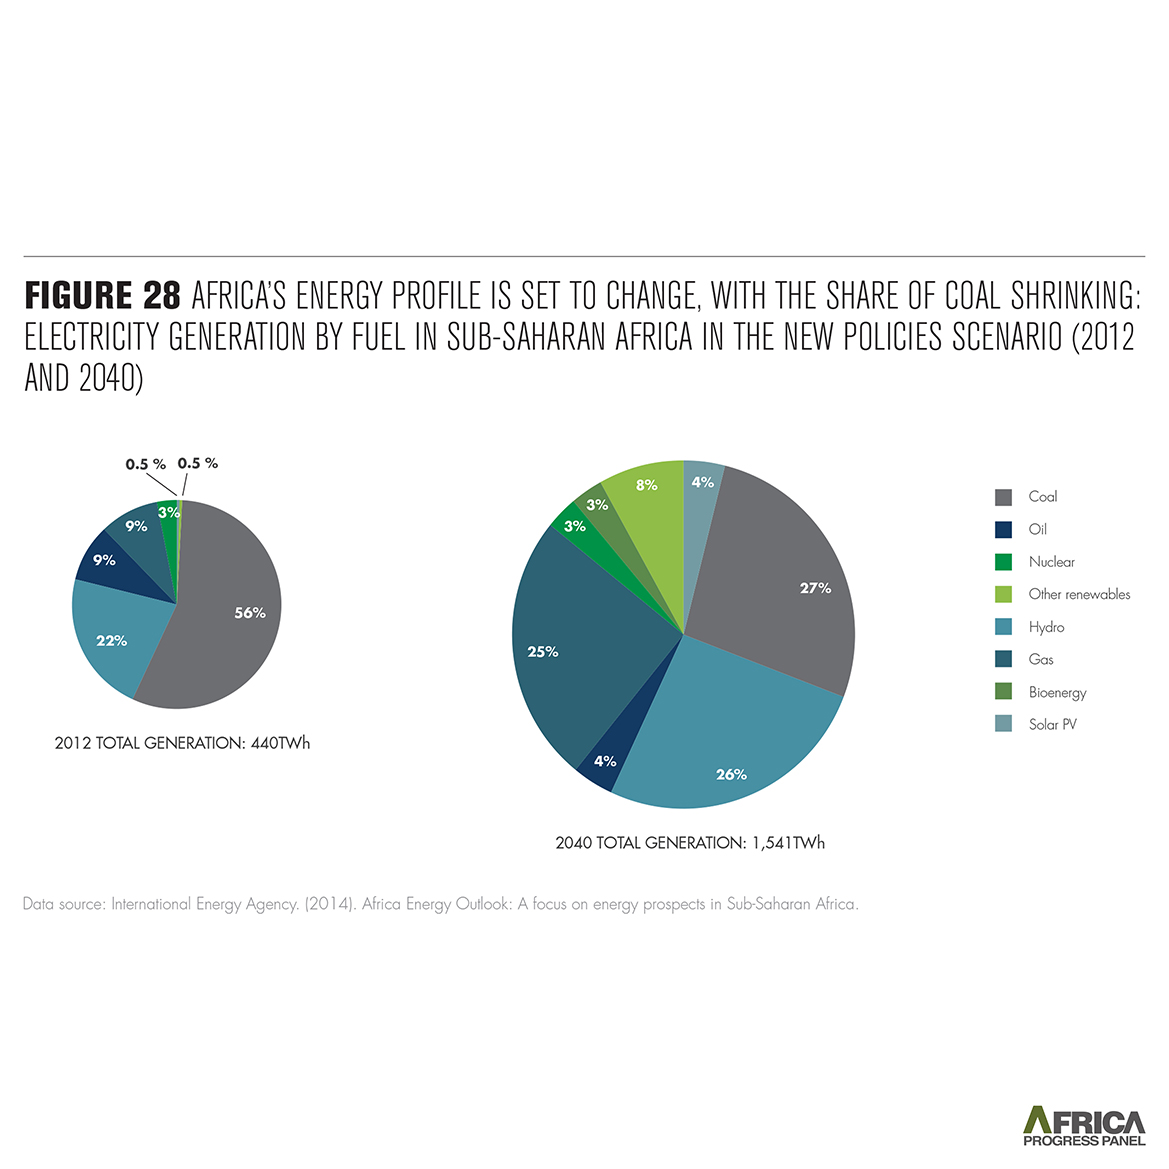 FIGURE 28 AFRICA'S ENERGY PROFILE IS SET TO CHANGE, WITH THE SHARE OF COAL SHRINKING:
ELECTRICITY GENERATION BY FUEL IN SUB-SAHARAN AFRICA IN THE NEW POLICIES SCENARIO (2012
AND 2040)
0.5 % 0.5 %
3%
9%
9%
22%
56%
2012 TOTAL GENERATION: 440TWh
4%
8%
3%
3%
27%
25%
4%
26%
2040 TOTAL GENERATION: 1,541TWh
Coal
Oil
Nuclear
Other renewables
Hydro
Gas
Bioenergy
Solar PV
Data source: International Energy Agency. (2014). Africa Energy Outlook: A focus on energy prospects in Sub-Saharan Africa.
AFRICA
PROGRESS PANEL